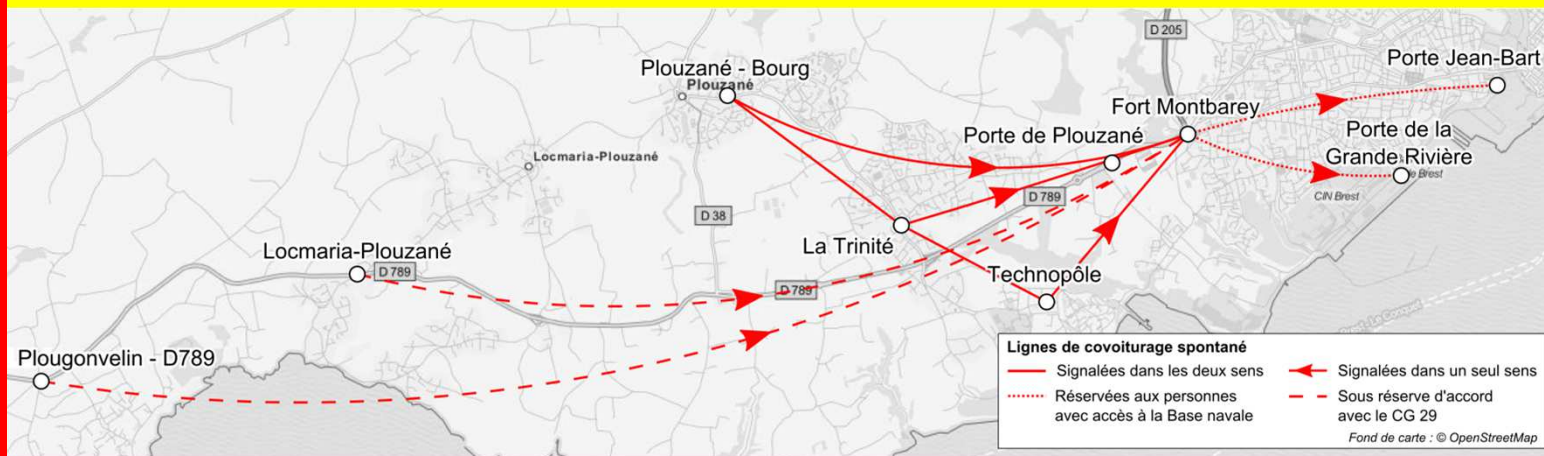 D 205
Porte Jean-Bart
Plouzané - Bourg
Plouzané
Fort Montbarey
Porte de Plouzané
Porte de la
Grande Rivière
Locmaria-Plouzané
CIN Brest
D 789
D 38
La Trinité
Locmaria-Plouzané
D 789
Technopôle
D 789
Plougonvelin - D789
Lignes de covoiturage spontané
Signalées dans les deux sens
Signalées dans un seul sens
Réservées aux personnes
avec accès à la Base navale
Sous réserve d'accord
avec le CG 29
Fond de carte : © OpenStreetMap